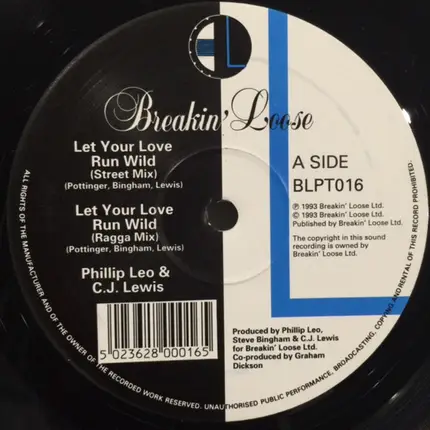 Breakin' Loose
Let Your Love
Run Wild
(Street Mix)
(Pottinger, Bingham, Lewis)
Let Your Love
Run Wild
(Ragga Mix)
(Pottinger, Bingham, Lewis)
Phillip Leo &
C.J. Lewis
5 023628 000165
A SIDE
BLPT016
℗ 1993 Breakin' Loose Ltd.
© 1993 Breakin' Loose Ltd.
Published by Breakin' Loose Ltd.
The copyright in this sound
recording is owned by
Breakin' Loose Ltd.
Produced by Phillip Leo,
Steve Bingham & C.J. Lewis
for Breakin' Loose Ltd.
Co-produced by Graham
Dickson
ALL RIGHTS OF THE MANUFACTURER AND OF THE OWNER OF THE RECORDED WORK RESERVED. UNAUTHORISED PUBLIC PERFORMANCE, BROADCASTING, COPYING AND RENTAL OF THIS RECORD PROHIBITED.